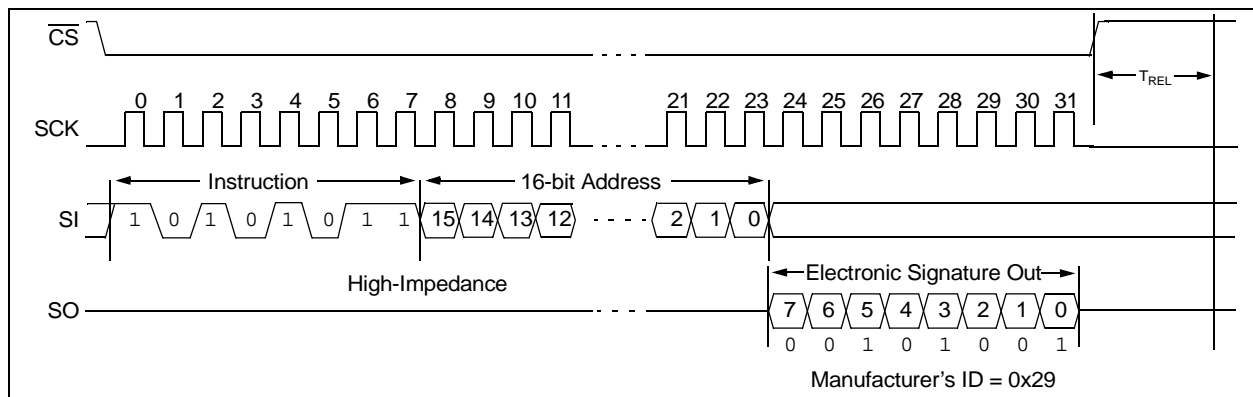 CS
TREL
0 1 2 3 4 5 6 7 8 9 10 11 21 22 23 24 25 26 27 28 29 30 31
SCK
Instruction 16-bit Address
SI 1 0 1 0 1 0 1 1 15 14 13 12 2 1 0
High-Impedance Electronic Signature Out
SO 7 6 5 4 3 2 1 0
0 0 1 0 1 0 0 1
Manufacturer's ID = 0x29